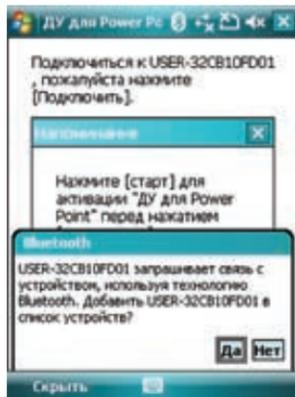 ДУ для Power Po
Подключиться к USER-32CB10FD01
, пожалуйста нажмите
[Подключить].
Напоминание
Нажмите [старт] для
активации "ДУ для Power
Point" перед нажатием
Bluetooth
USER-32CB10FD01 запрашивает связь с
устройством, используя технологию
Bluetooth. Добавить USER-32CB10FD01 в
список устройств?
Да Нет
Скрыть